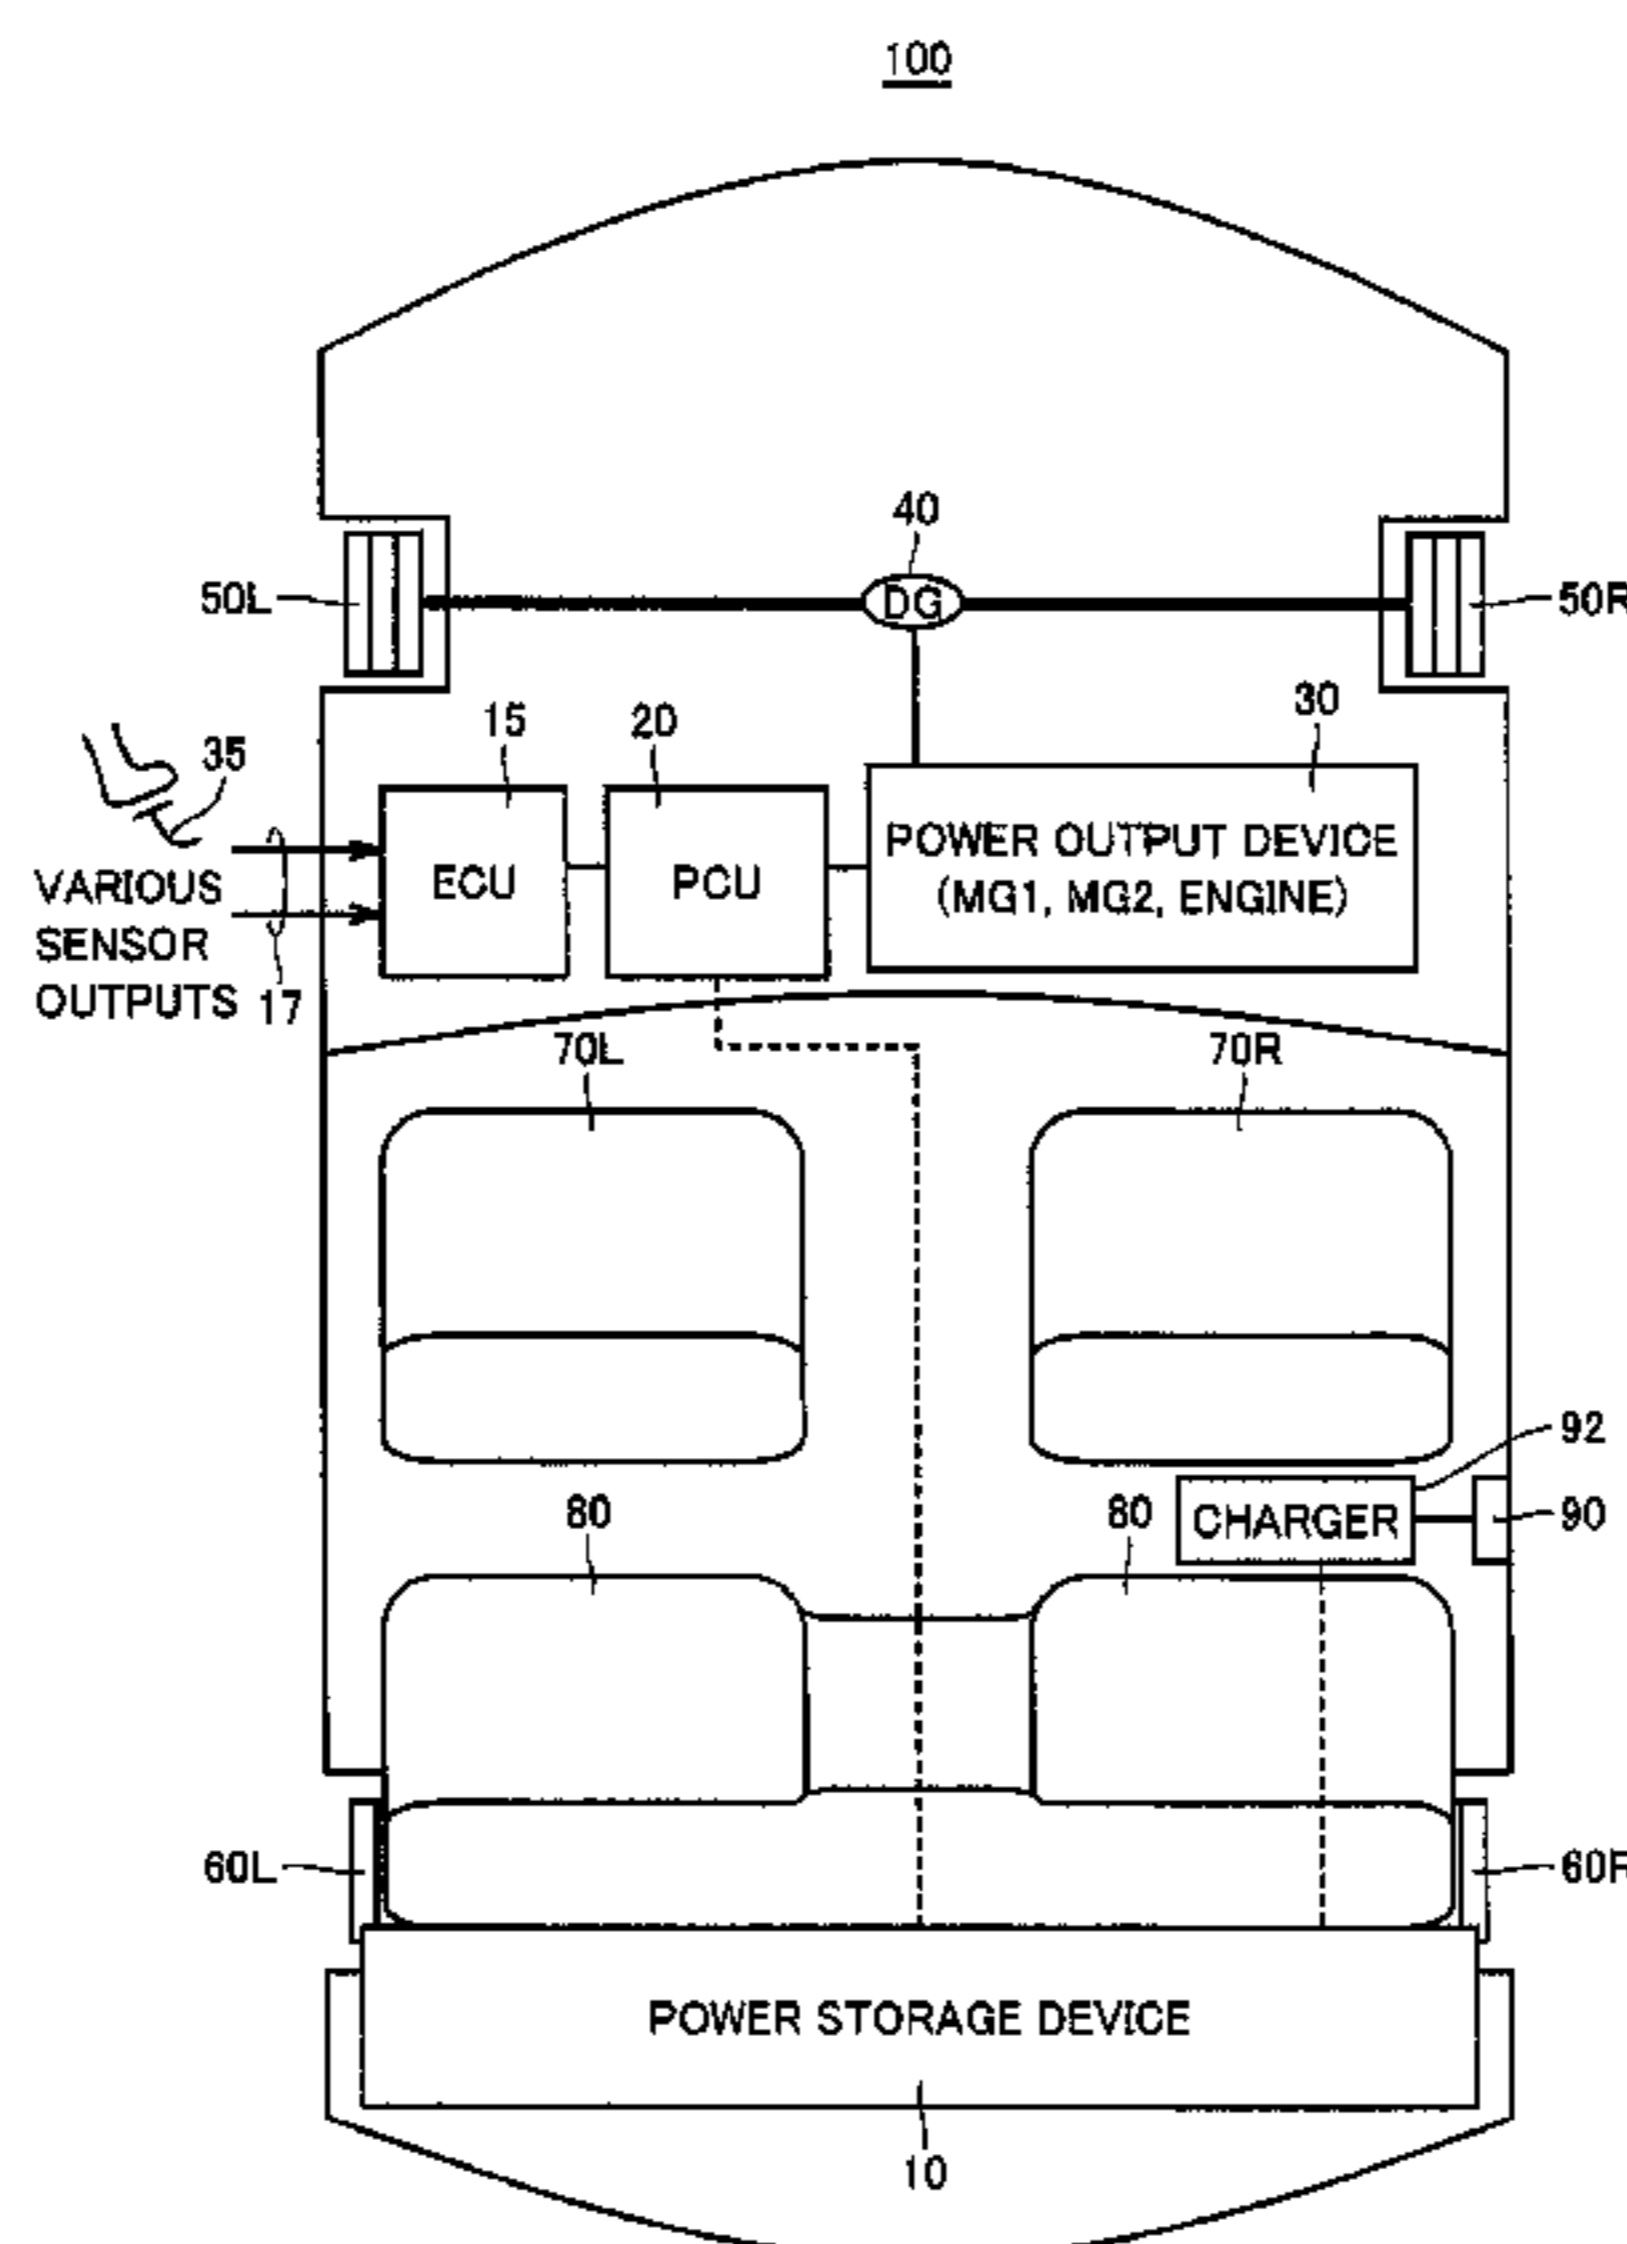 100
40
DG
50L
50R
30
15
20
35
POWER OUTPUT DEVICE
(MG1, MG2, ENGINE)
ECU
PCU
VARIOUS
SENSOR
OUTPUTS
17
70L
70R
92
80
80
CHARGER
90
60L
60R
POWER STORAGE DEVICE
10